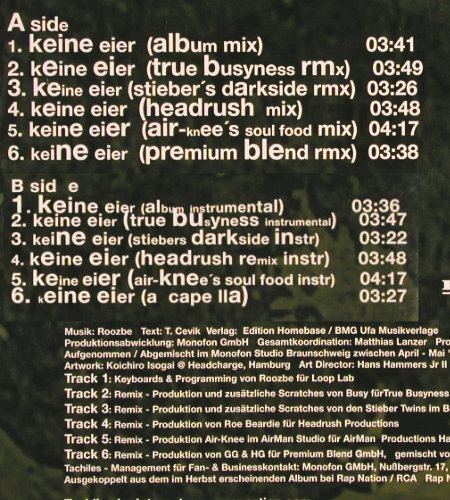 A side
1. keine eier (album mix) 03:41
2. keine eier (true busyness rmx) 03:49
3. keine eier (stieber´s darkside rmx) 03:26
4. keine eier (headrush mix) 03:48
5. keine eier (air-knee´s soul food mix) 04:17
6. keine eier (premium blend rmx) 03:38
B sid e
1. keine eier (album instrumental) 03:36
2. keine eier (true busyness instrumental) 03:47
3. keine eier (stiebers darkside instr) 03:22
4. keine eier (headrush remix instr) 03:48
5. keine eier (air-knee´s soul food instr) 04:17
6. keine eier (a cape lla) 03:27
Musik: Roozbe Text: T. Cevik Verlag: Edition Homebase / BMG Ufa Musikverlage
Produktionsabwicklung: Monofon GmbH Gesamtkoordination: Matthias Lanzer
Aufgenommen / Abgemischt im Monofon Studio Braunschweig zwischen April - Mai
Artwork: Koichiro Isogai @ Headcharge, Hamburg Art Director: Hans Hammers Jr II
Track 1: Keyboards & Programming von Roozbe für Loop Lab
Track 2: Remix - Produktion und zusätzliche Scratches von Busy fürTrue Busyness
Track 3: Remix - Produktion und zusätzliche Scratches von den Stieber Twins im
Track 4: Remix - Produktion von Roe Beardie für Headrush Productions
Track 5: Remix - Produktion Air-Knee im AirMan Studio für AirMan Productions
Track 6: Remix - Produktion von GG & HG für Premium Blend GmbH, gemischt
Tachiles - Management für Fan- & Businesskontakt: Monofon GMBH, Nußbergstr. 17,
Ausgekoppelt aus dem im Herbst erscheinenden Album bei Rap Nation / RCA Rap